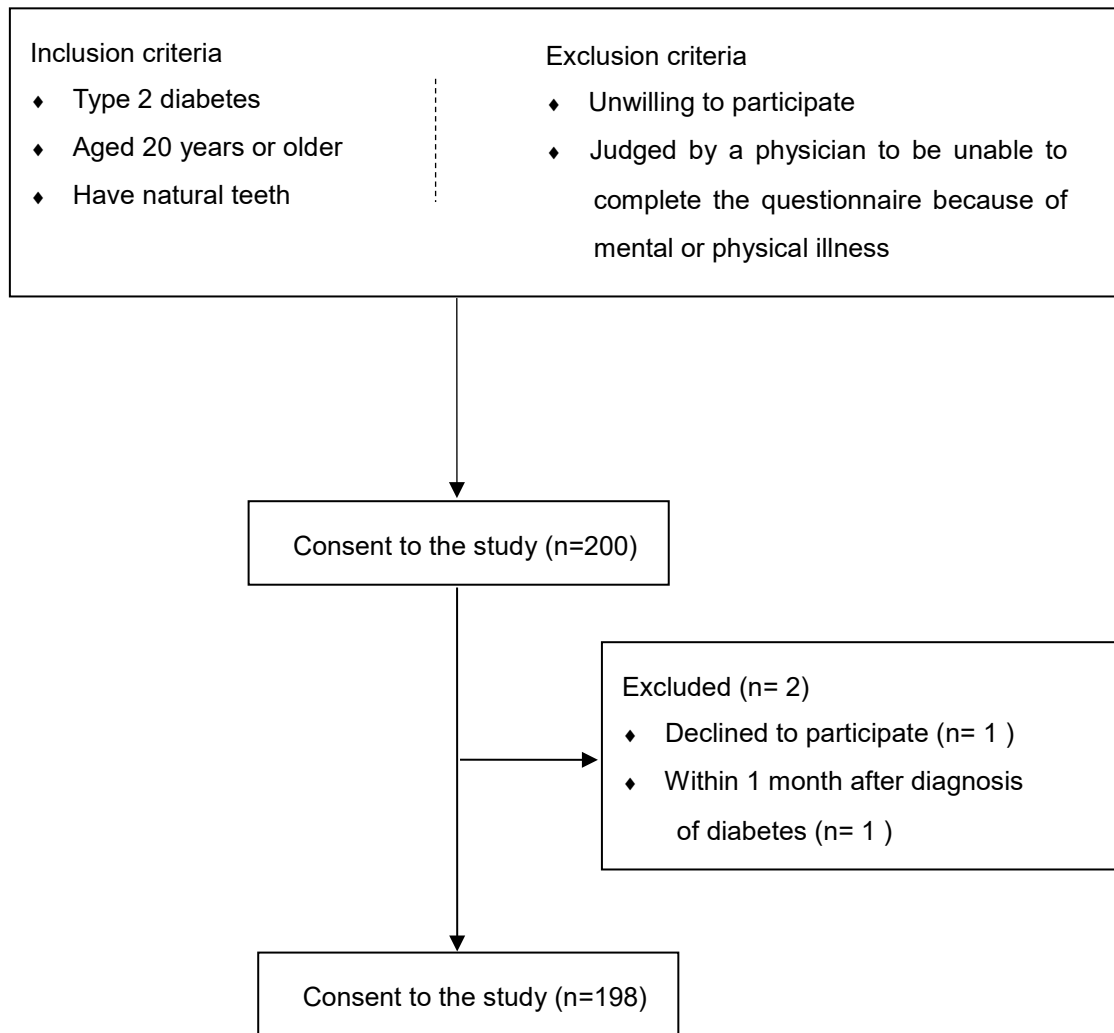 Inclusion criteria
♦ Type 2 diabetes
♦ Aged 20 years or older
♦ Have natural teeth
Exclusion criteria
♦ Unwilling to participate
♦ Judged by a physician to be unable to
complete the questionnaire because of
mental or physical illness
Consent to the study (n=200)
Excluded (n= 2)
♦ Declined to participate (n= 1 )
♦ Within 1 month after diagnosis
of diabetes (n= 1 )
Consent to the study (n=198)